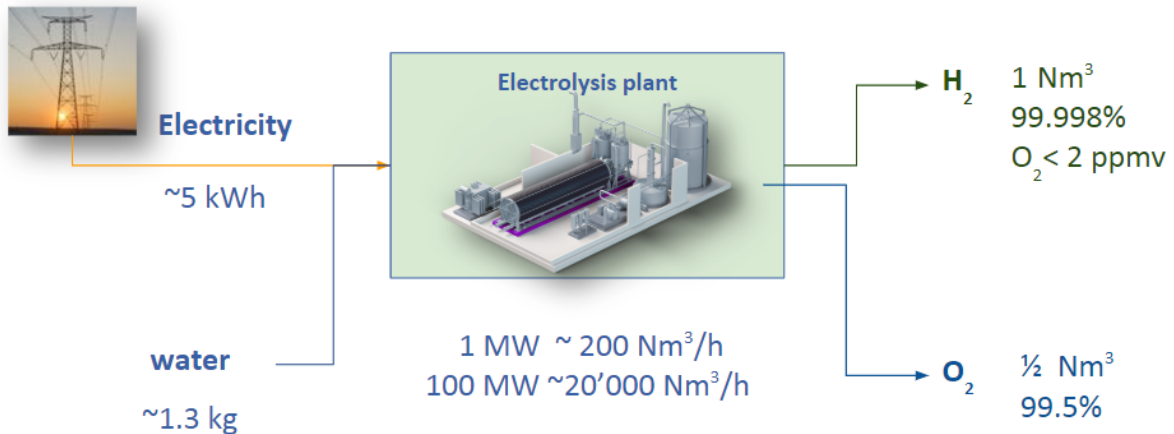 Electrolysis plant
Electricity
~5 kWh
water
~1.3 kg
1 MW ~ 200 Nm³/h
100 MW ~20’000 Nm³/h
H₂ 1 Nm³
99.998%
O₂< 2 ppmv
O₂ ½ Nm³
99.5%